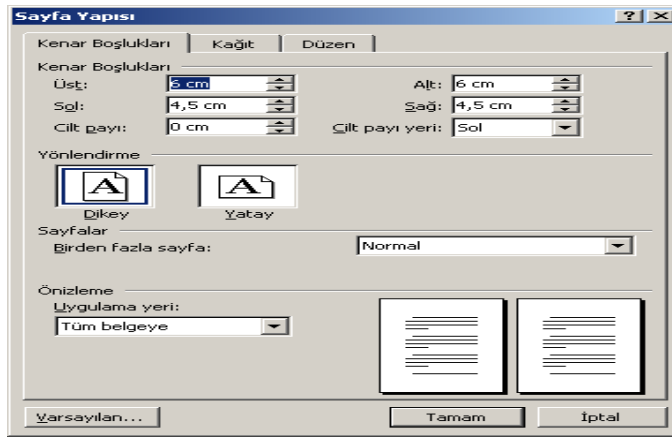 Sayfa Yapısı
Kenar Boşlukları Kağıt Düzen
Kenar Boşlukları
Üst: 6 cm Alt: 6 cm
Sol: 4,5 cm Sağ: 4,5 cm
Cilt payı: 0 cm Cilt payı yeri: Sol
Yönlendirme
A A
Dikey Yatay
Sayfalar
Birden fazla sayfa: Normal
Önizleme
Uygulama yeri:
Tüm belgeye
Varsayılan... Tamam İptal